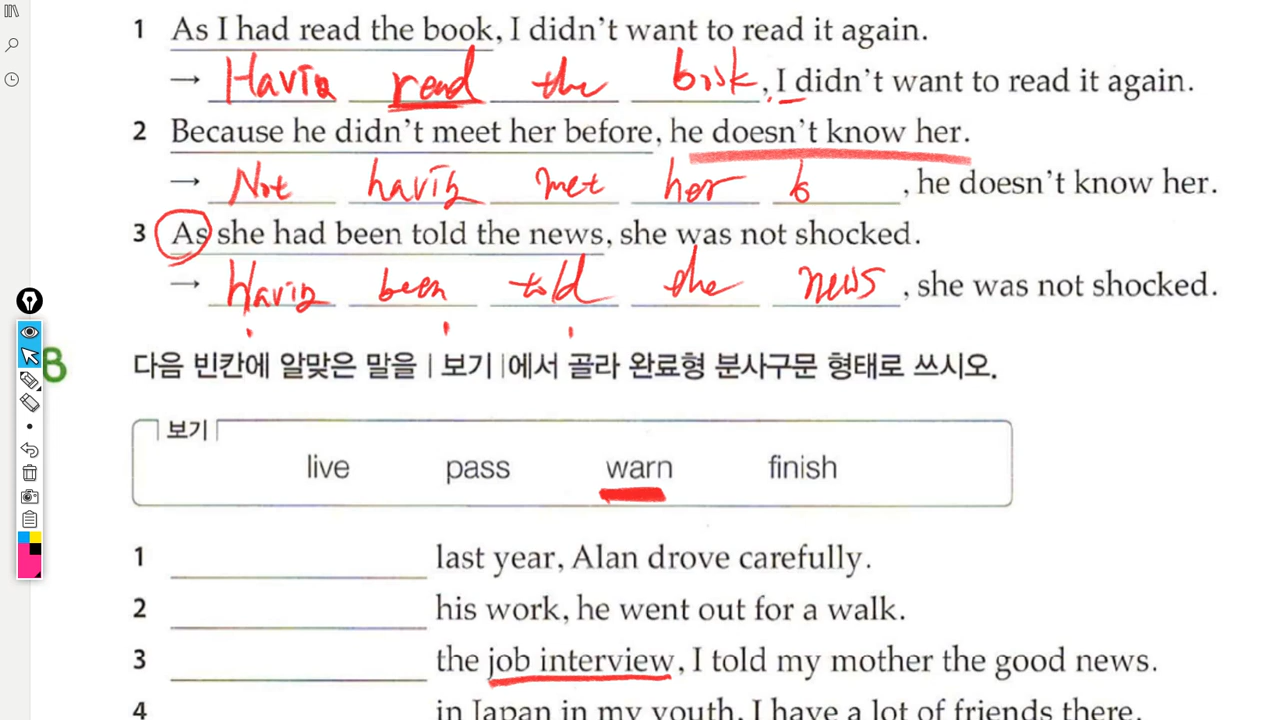 1 As I had read the book, I didn't want to read it again.
→ Having read the book, I didn't want to read it again.
2 Because he didn't meet her before, he doesn't know her.
→ Not having met her b , he doesn't know her.
3 As she had been told the news, she was not shocked.
→ Having been told the news, she was not shocked.
B 다음 빈칸에 알맞은 말을 | 보기 |에서 골라 완료형 분사구문 형태로 쓰시오.
보기
live pass warn finish
1 last year, Alan drove carefully.
2 his work, he went out for a walk.
3 the job interview, I told my mother the good news.
4 in Japan in my youth, I have a lot of friends there.